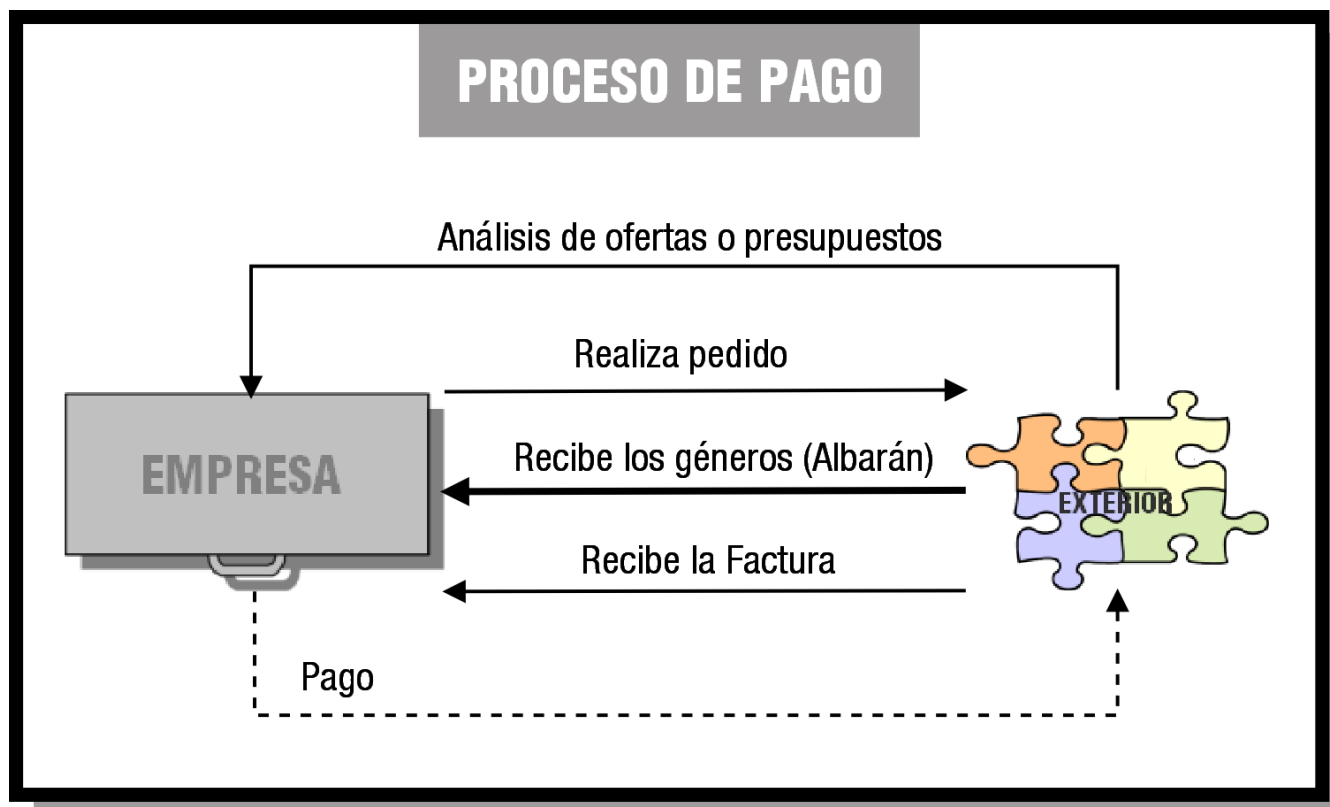 PROCESO DE PAGO
Análisis de ofertas o presupuestos
Realiza pedido
EMPRESA
Recibe los géneros (Albarán)
EXTERIOR
Recibe la Factura
Pago